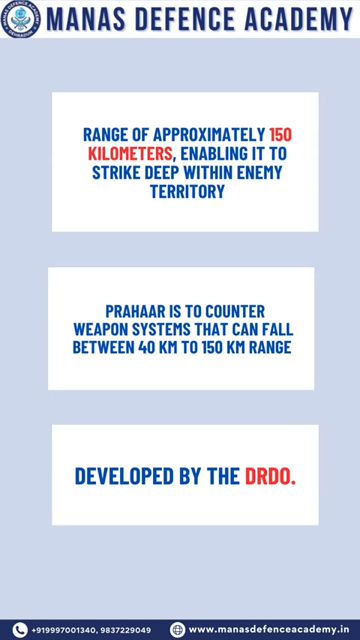 MANAS DEFENCE ACADEMY
RANGE OF APPROXIMATELY 150
KILOMETERS, ENABLING IT TO
STRIKE DEEP WITHIN ENEMY
TERRITORY
PRAHAAR IS TO COUNTER
WEAPON SYSTEMS THAT CAN FALL
BETWEEN 40 KM TO 150 KM RANGE
DEVELOPED BY THE DRDO.
+919997001340, 9837229049
www.manasdefenceacademy.in